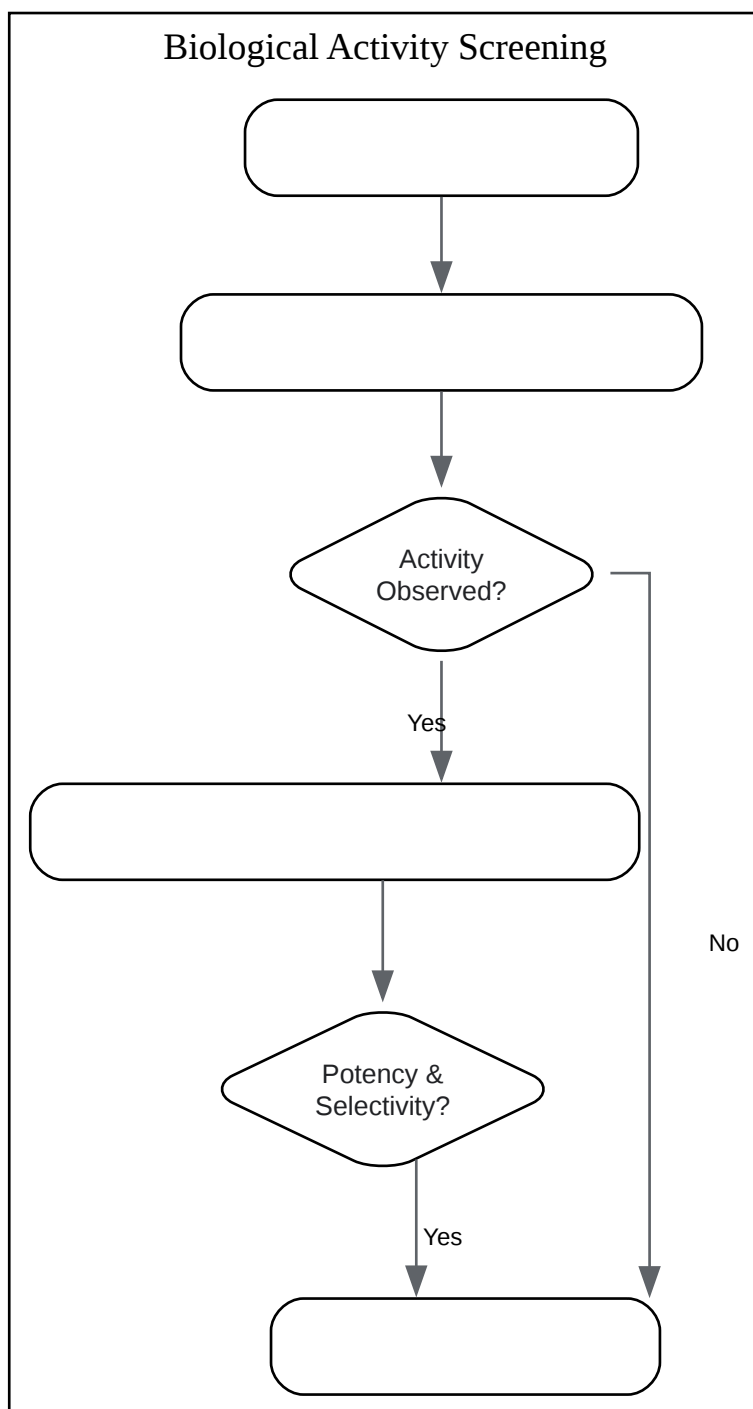 Biological Activity Screening
Activity
Observed?
Yes
No
Potency &
Selectivity?
Yes